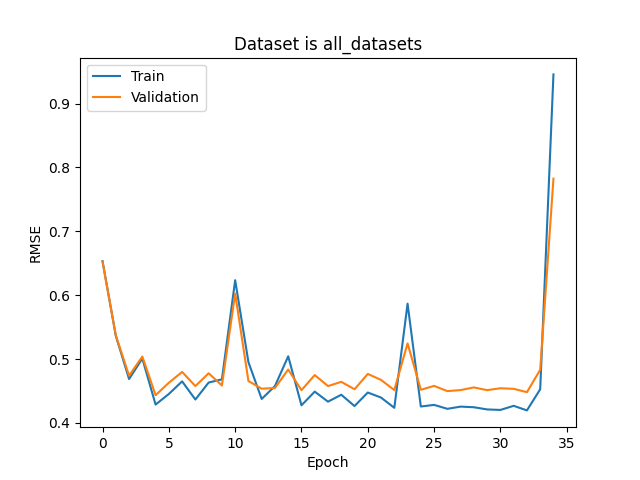 Dataset is all_datasets
Train
Validation
0.9
0.8
0.7
0.6
0.5
0.4
RMSE
0 5 10 15 20 25 30 35
Epoch